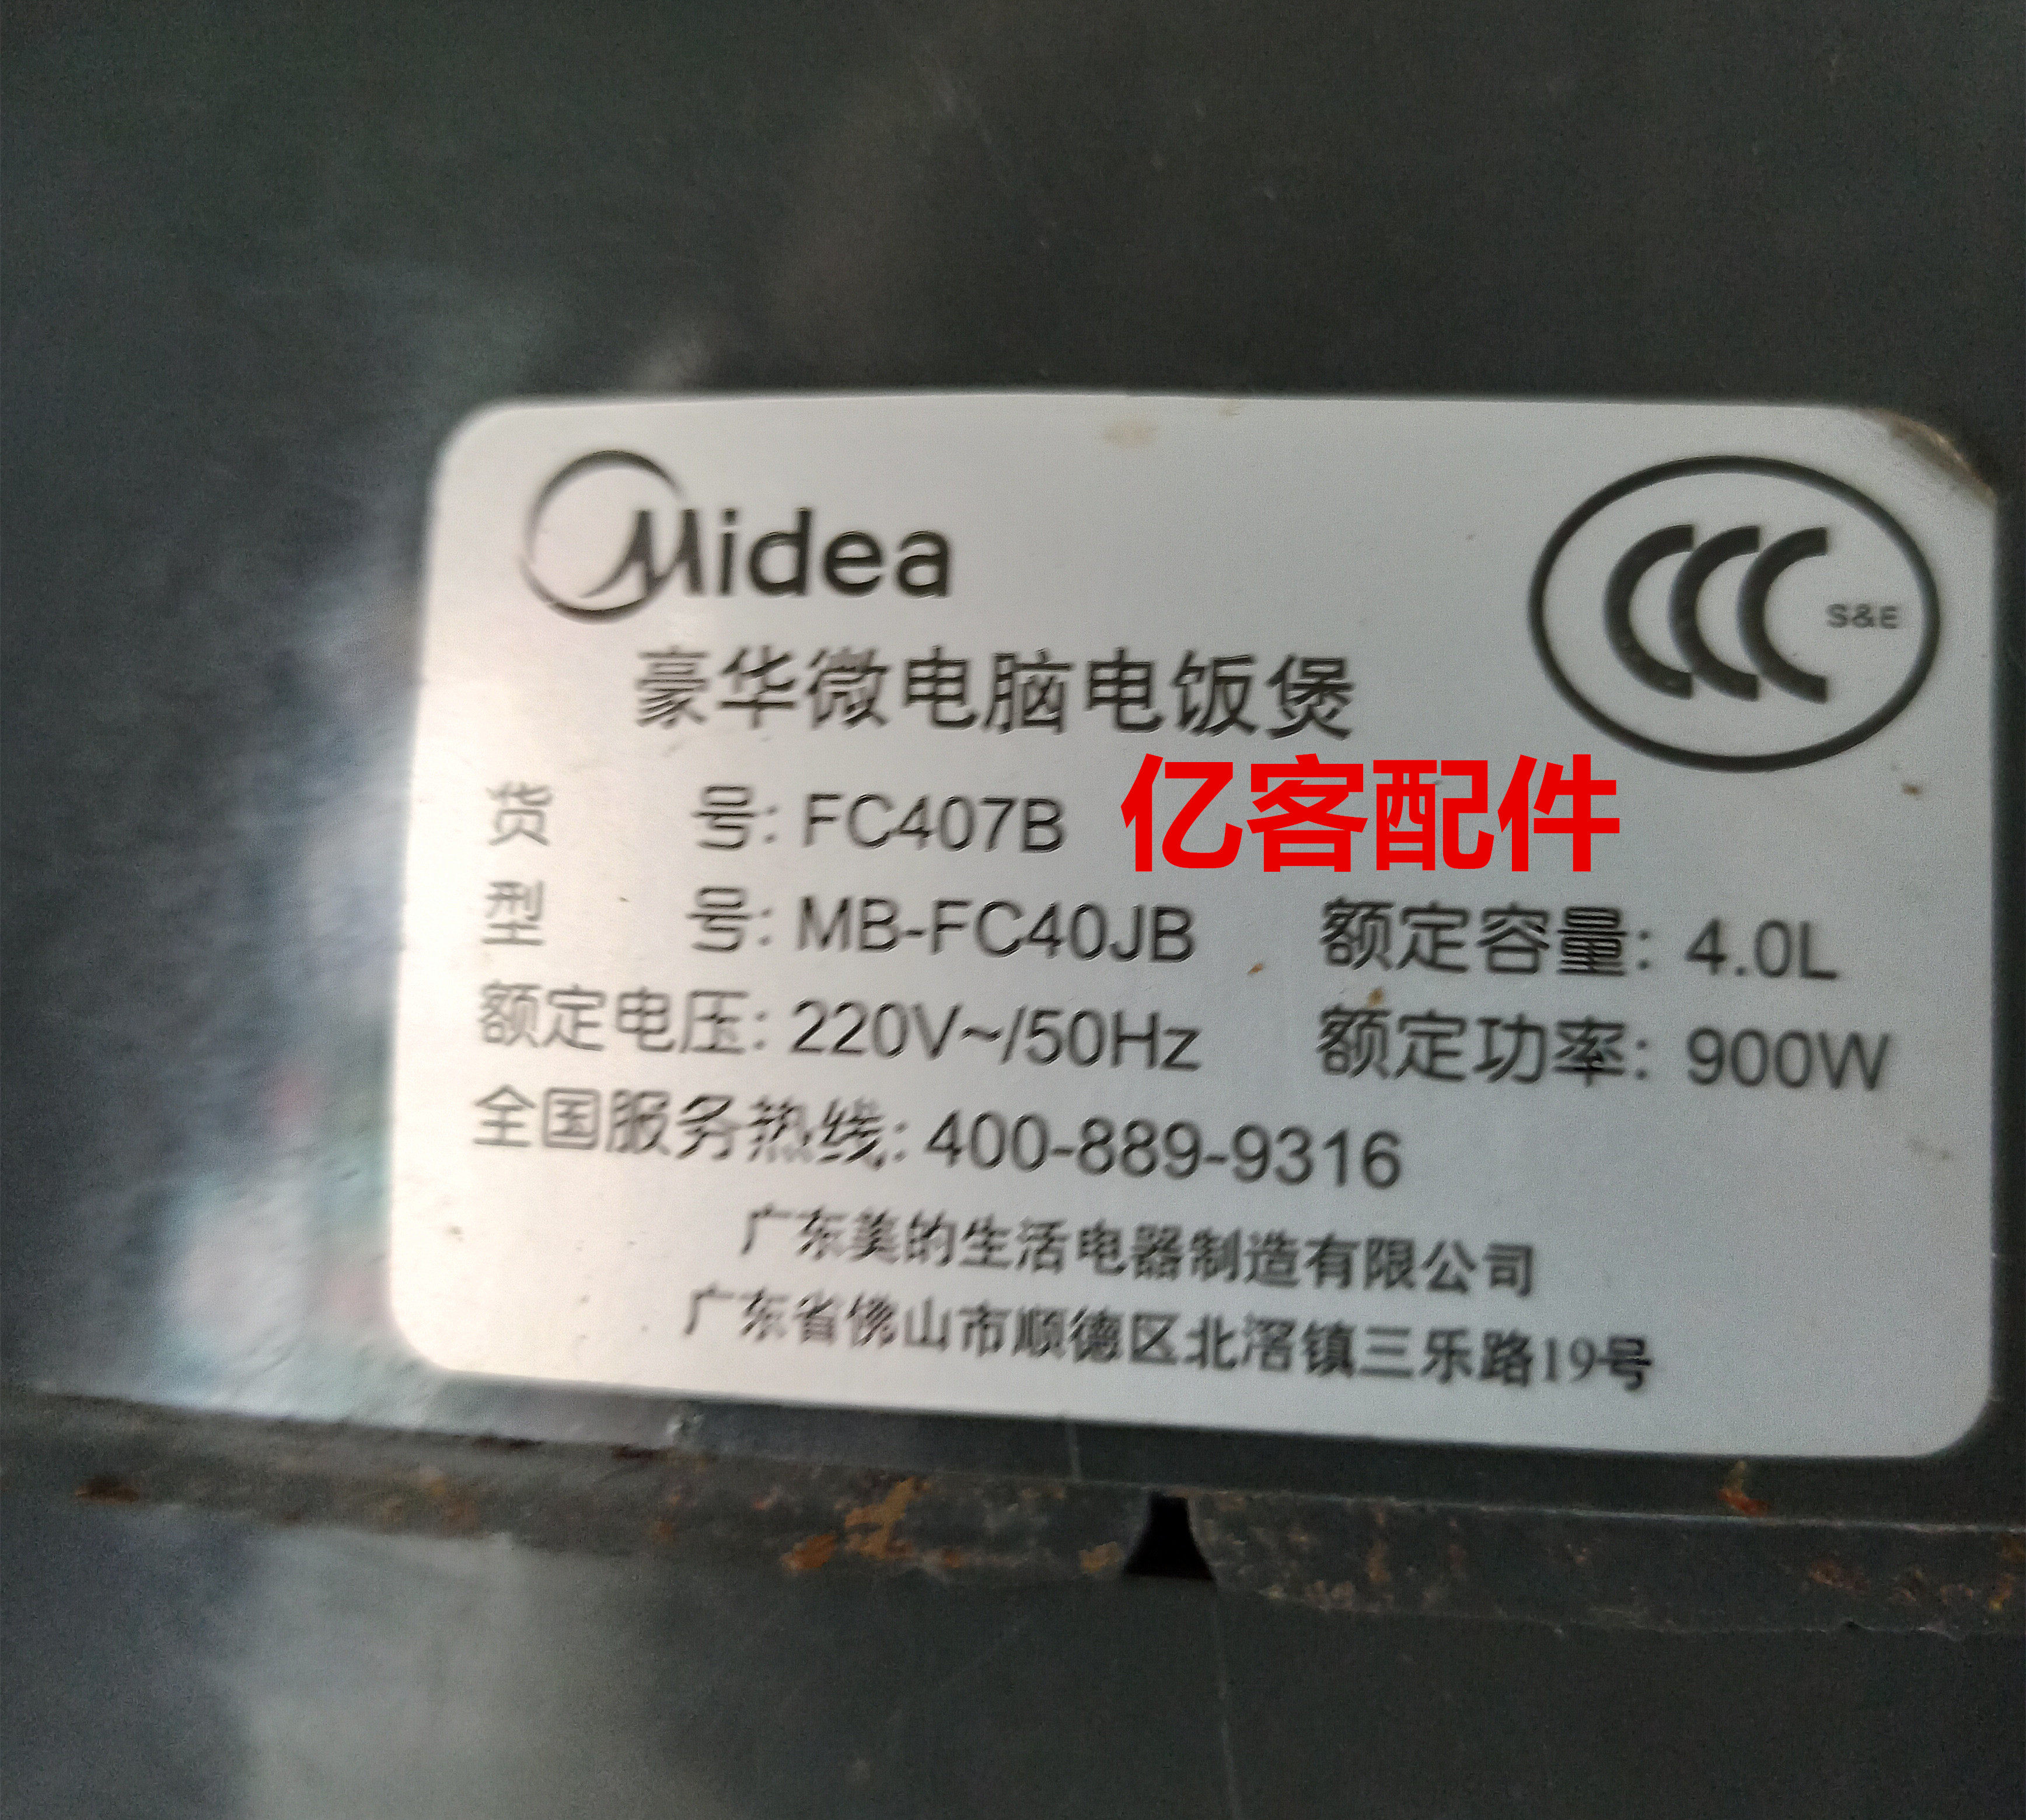 Midea
CCC S&E
豪华微电脑电饭煲
亿客配件
货 号: FC407B
型 号: MB-FC40JB 额定容量: 4.0L
额定电压: 220V~/50Hz 额定功率: 900W
全国服务热线: 400-889-9316
广东美的生活电器制造有限公司
广东省佛山市顺德区北滘镇三乐路19号